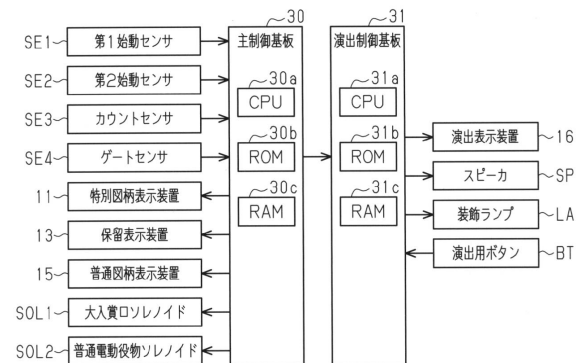 30
31
SE1
第1始動センサ
主制御基板
演出制御基板
SE2
第2始動センサ
30a
CPU
31a
CPU
SE3
カウントセンサ
SE4
ゲートセンサ
30b
ROM
31b
ROM
演出表示装置
16
スピーカ
SP
11
特別図柄表示装置
30c
RAM
31c
RAM
装飾ランプ
LA
13
保留表示装置
演出用ボタン
BT
15
普通図柄表示装置
SOL1
大入賞口ソレノイド
SOL2
普通電動役物ソレノイド